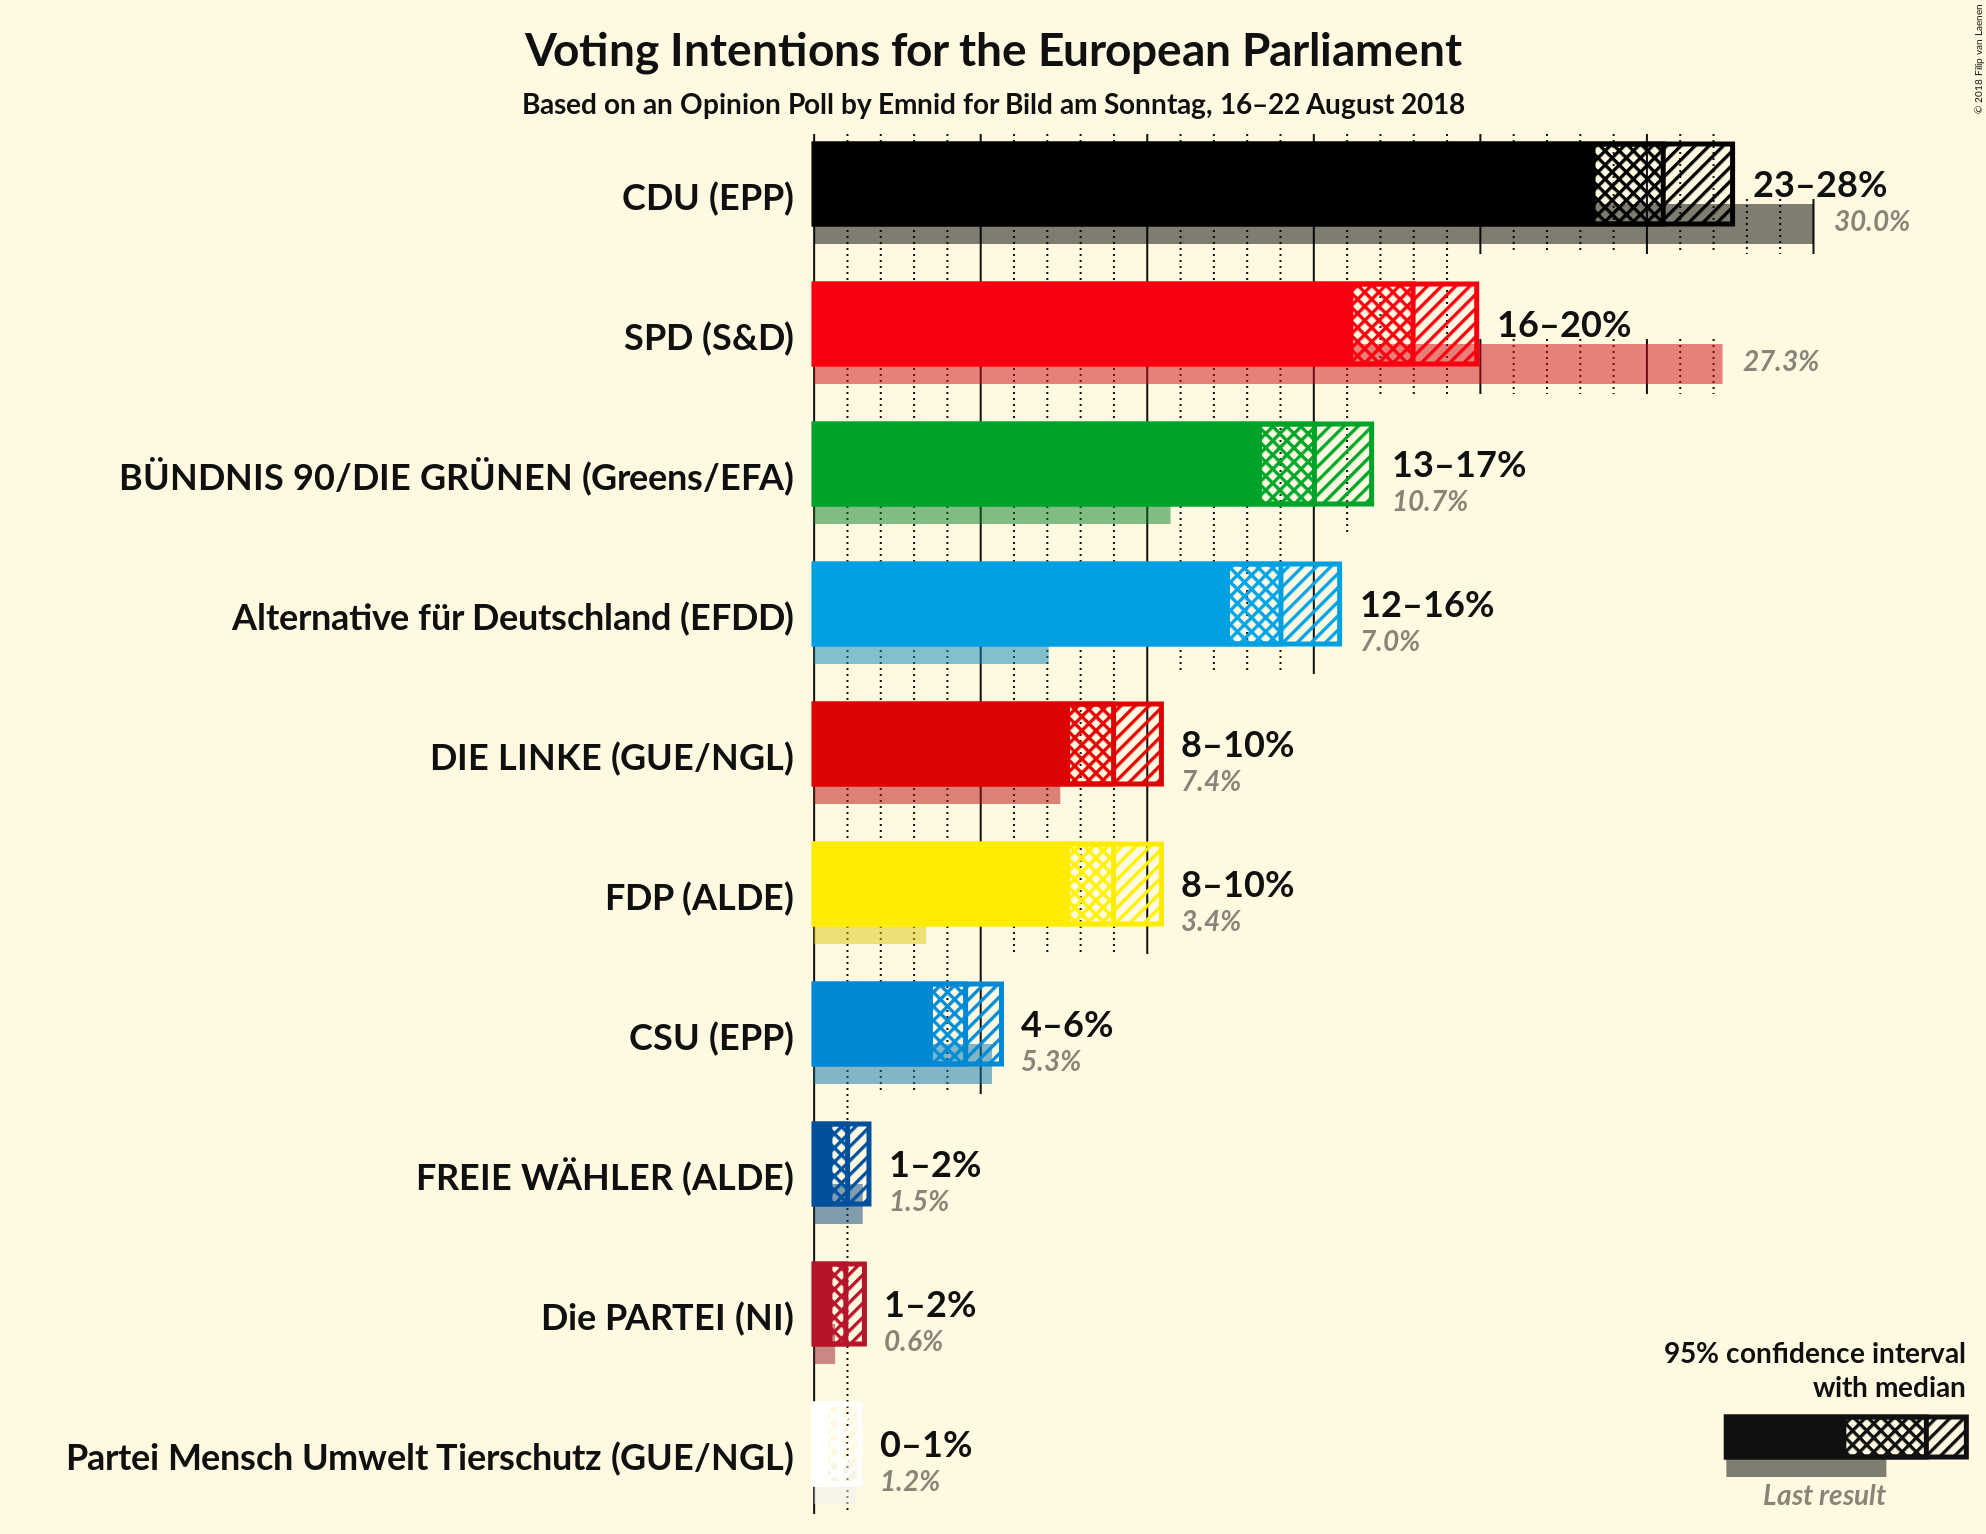 Voting Intentions for the European Parliament
Based on an Opinion Poll by Emnid for Bild am Sonntag, 16–22 August 2018
© 2018 Filip van Laenen
CDU (EPP)
23–28%
30.0%
SPD (S&D)
16–20%
27.3%
BÜNDNIS 90/DIE GRÜNEN (Greens/EFA)
13–17%
10.7%
Alternative für Deutschland (EFDD)
12–16%
7.0%
DIE LINKE (GUE/NGL)
8–10%
7.4%
FDP (ALDE)
8–10%
3.4%
CSU (EPP)
4–6%
5.3%
FREIE WÄHLER (ALDE)
1–2%
1.5%
Die PARTEI (NI)
1–2%
0.6%
Partei Mensch Umwelt Tierschutz (GUE/NGL)
0–1%
1.2%
95% confidence interval
with median
Last result